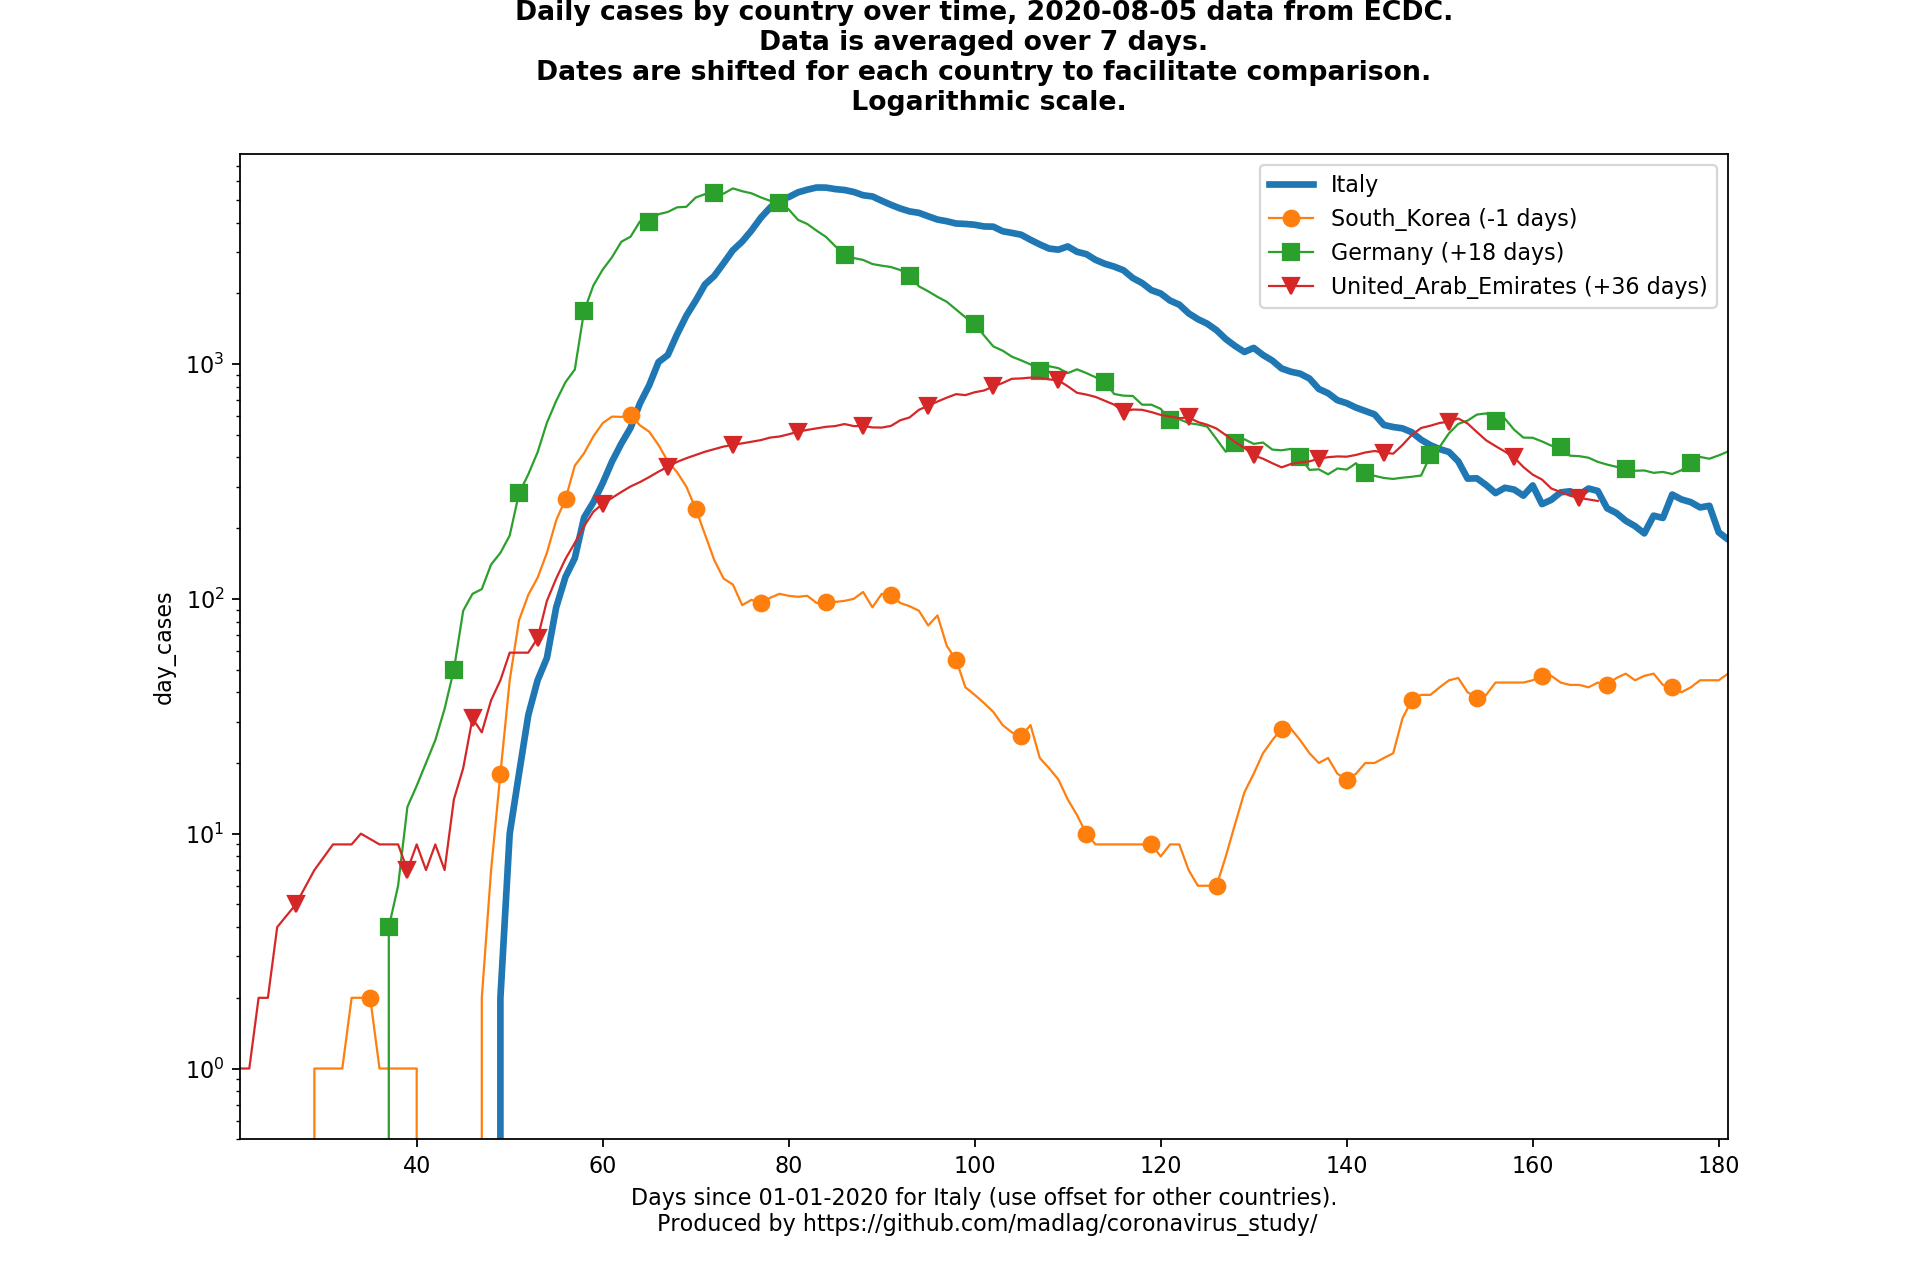 Daily cases by country over time, 2020-08-05 data from ECDC.
Data is averaged over 7 days.
Dates are shifted for each country to facilitate comparison.
Logarithmic scale.
Italy
South_Korea (-1 days)
Germany (+18 days)
United_Arab_Emirates (+36 days)
day_cases
10³
10²
10¹
10⁰
40 60 80 100 120 140 160 180
Days since 01-01-2020 for Italy (use offset for other countries).
Produced by https://github.com/madlag/coronavirus_study/